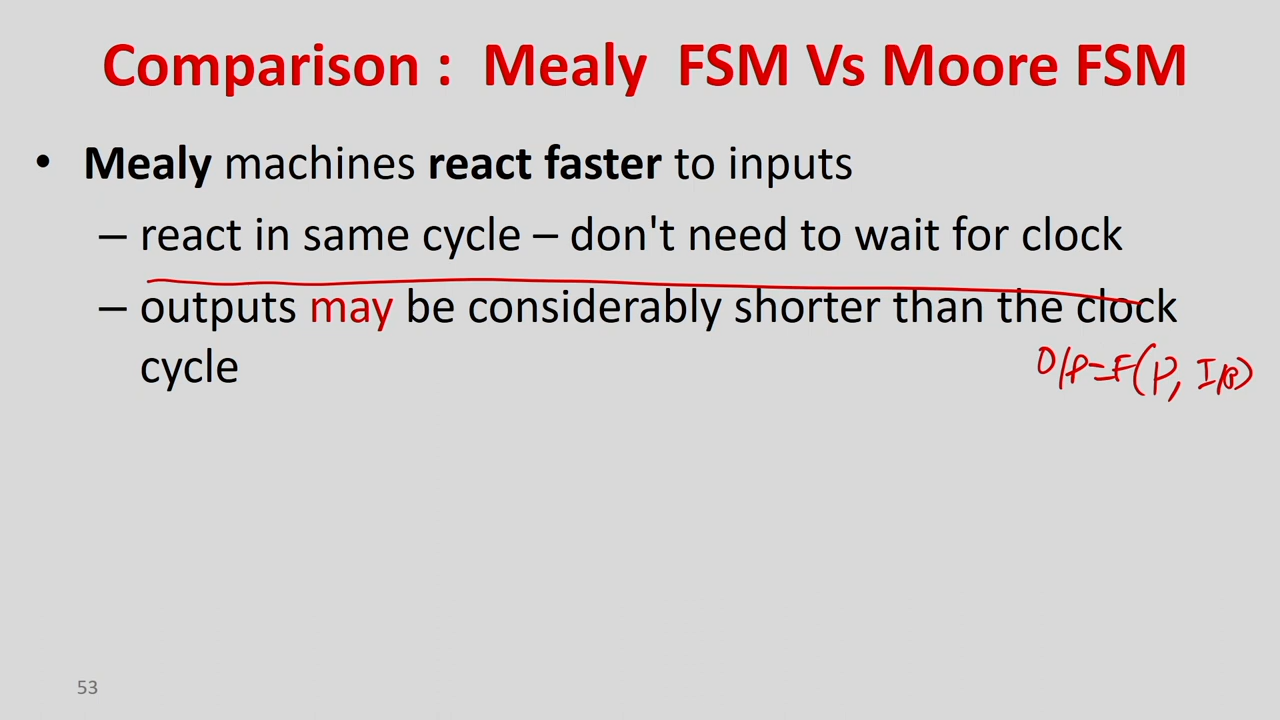 Comparison : Mealy FSM Vs Moore FSM
• Mealy machines react faster to inputs
– react in same cycle – don't need to wait for clock
– outputs may be considerably shorter than the clock
cycle
O/P=F(P, I/P)
53